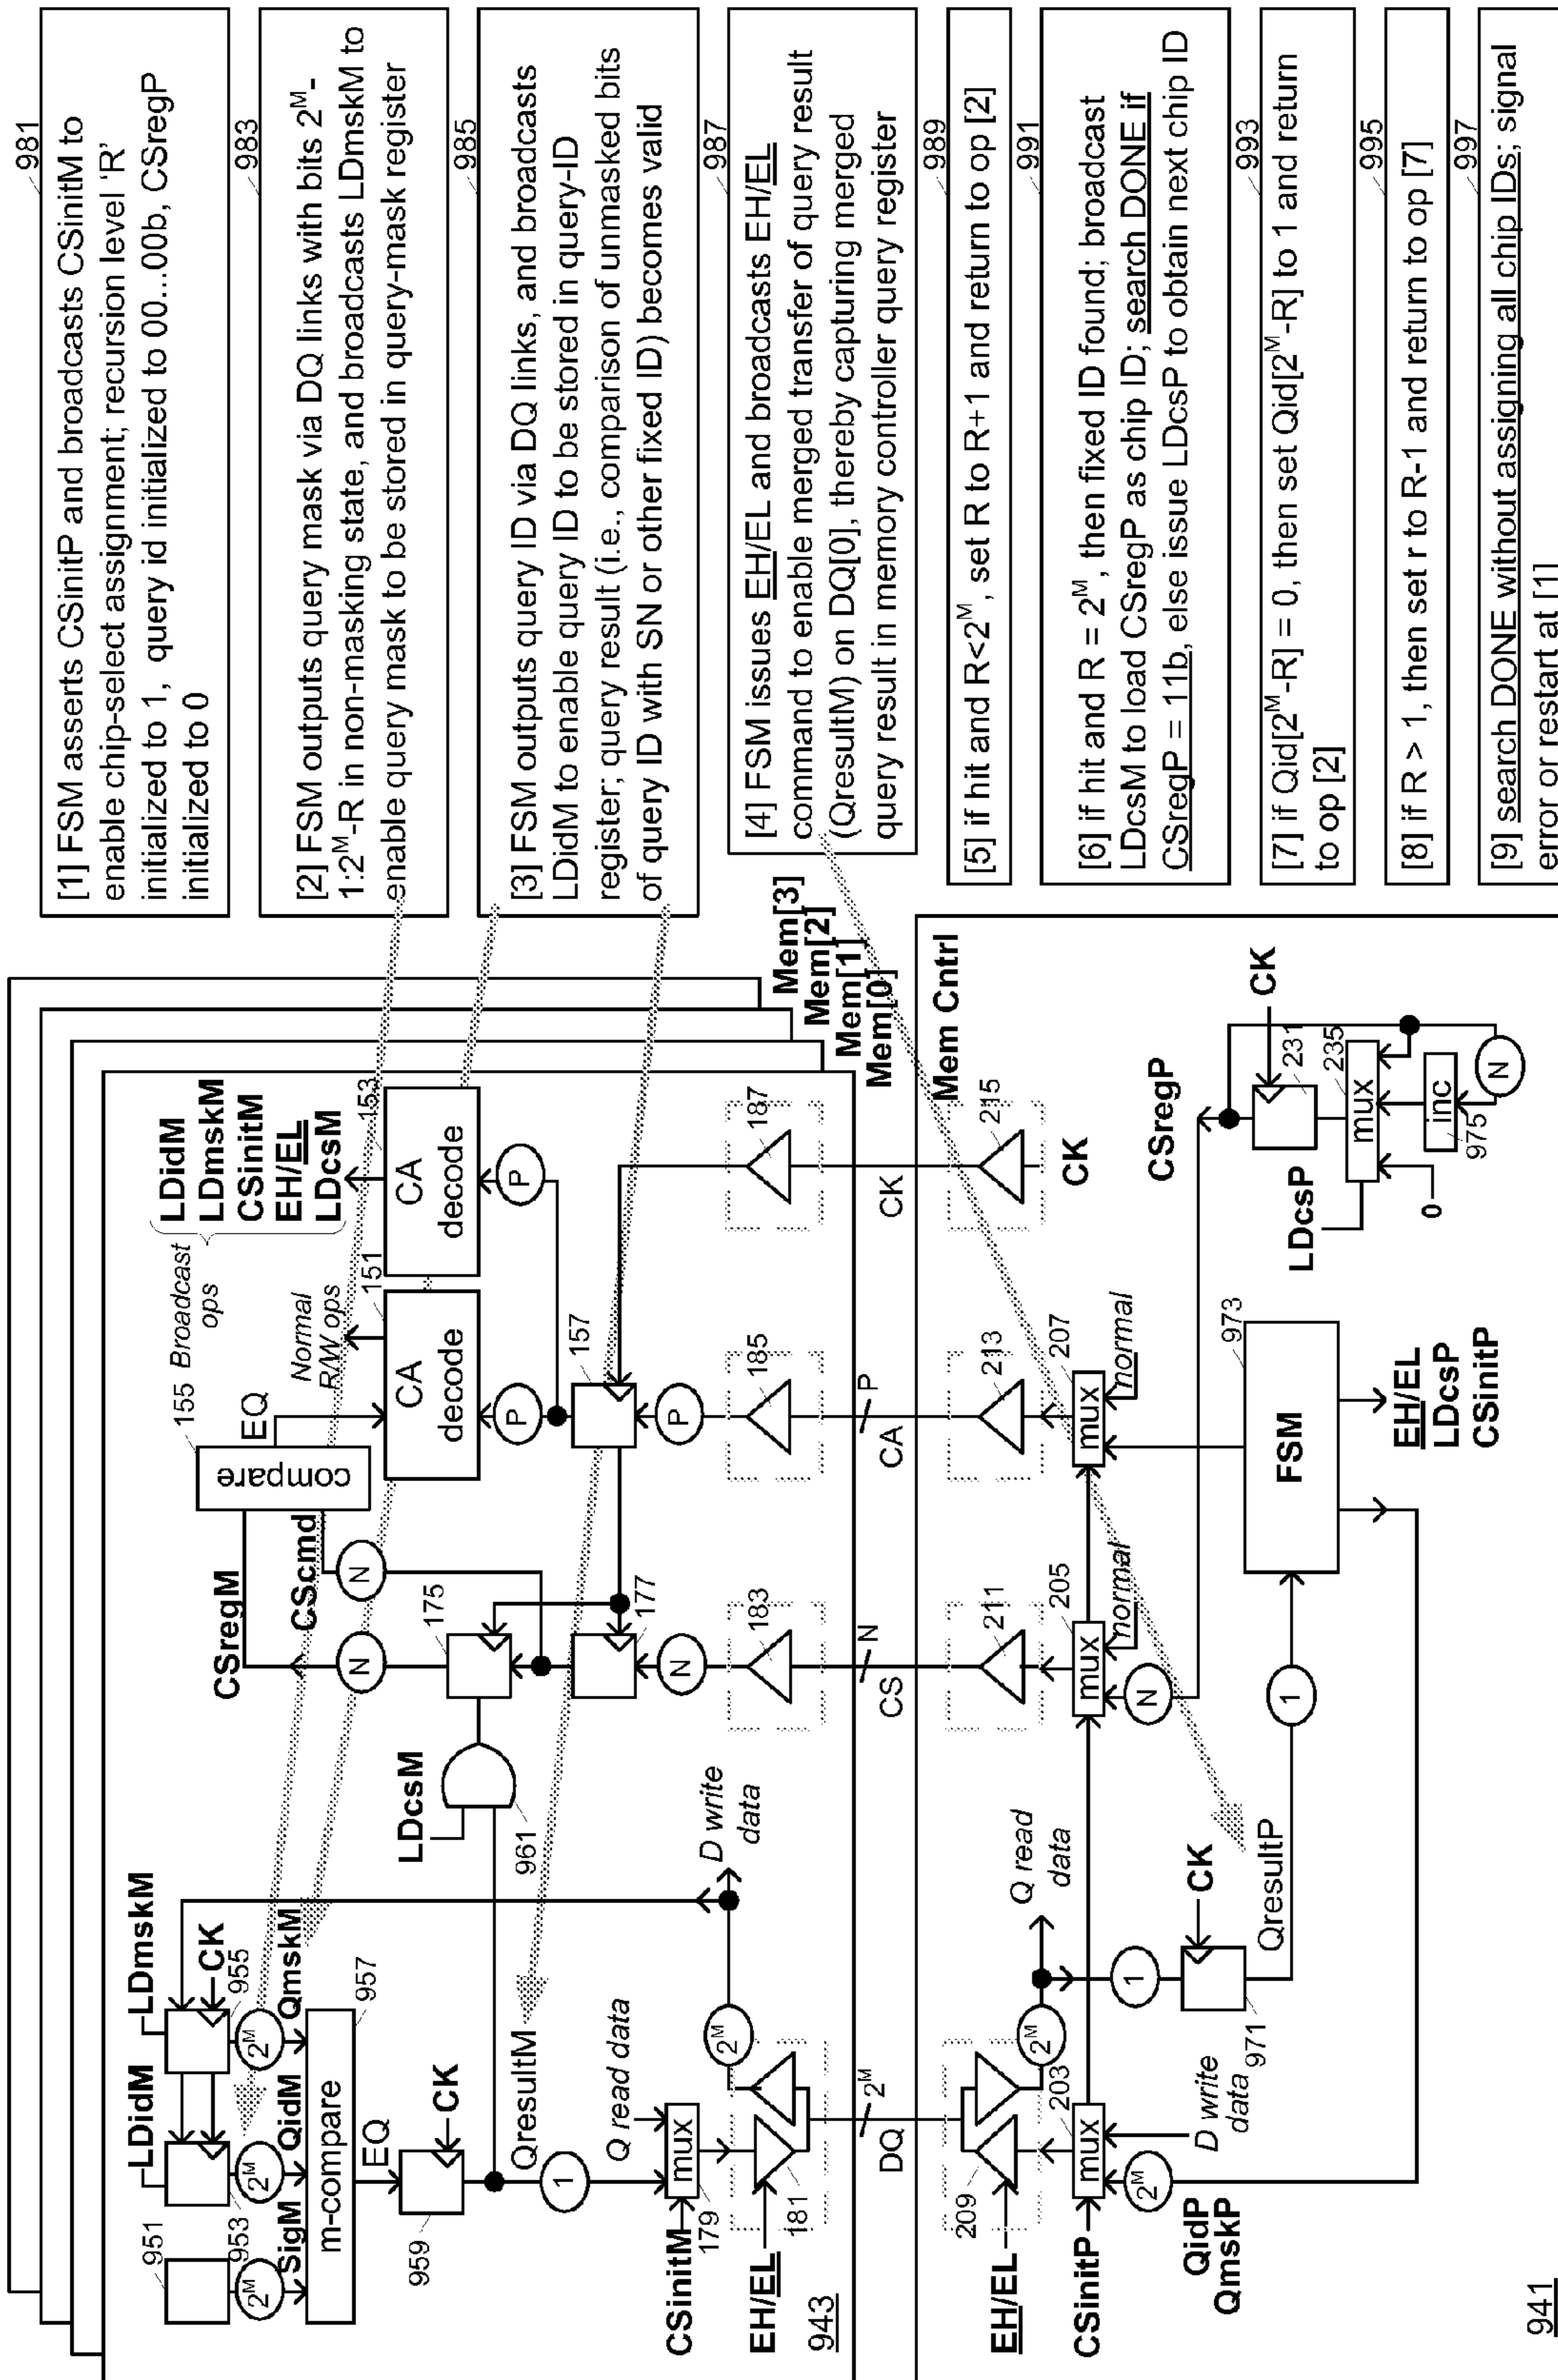 [1] FSM asserts CSinitP and broadcasts CSinitM to
enable chip-select assignment; recursion level 'R'
initialized to 1, query id initialized to 00...00b, CSregP
initialized to 0
981
[2] FSM outputs query mask via DQ links with bits 2^M-
1:2^M-R in non-masking state, and broadcasts LDmskM to
enable query mask to be stored in query-mask register
983
[3] FSM outputs query ID via DQ links, and broadcasts
LDidM to enable query ID to be stored in query-ID
register; query result (i.e., comparison of unmasked bits
of query ID with SN or other fixed ID) becomes valid
985
[4] FSM issues EH/EL and broadcasts EH/EL
command to enable merged transfer of query result
(QresultM) on DQ[0], thereby capturing merged
query result in memory controller query register
987
[5] if hit and R<2^M, set R to R+1 and return to op [2]
989
[6] if hit and R = 2^M, then fixed ID found; broadcast
LDcsM to load CSregP as chip ID; search DONE if
CSregP = 11b, else issue LDcsP to obtain next chip ID
991
[7] if Qid[2^M-R] = 0, then set Qid[2^M-R] to 1 and return
to op [2]
993
[8] if R > 1, then set r to R-1 and return to op [7]
995
[9] search DONE without assigning all chip IDs; signal
error or restart at [1]
997
LDidM
LDmskM
CSinitM
EH/EL
LDcsM
Broadcast
ops
Normal
R/W ops
155
EQ
compare
151
CA
decode
153
CA
decode
P
P
CSregM
CScmd
N
N
175
177
157
LDcsM
961
LDidM
LDmskM
CK
951
953
955
2^M
2^M
2^M
SigM
QidM
QmskM
m-compare
957
EQ
CK
959
QresultM
1
Q read data
D write
data
CSinitM
mux
179
EH/EL
181
2^M
N
183
P
185
187
943
Mem[3]
Mem[2]
Mem[1]
Mem[0]
DQ
2^M
CS
N
CA
P
CK
Mem Cntrl
EH/EL
209
2^M
Q read
data
211
213
215
CK
CSinitP
mux
203
mux
205
normal
mux
207
normal
2^M
D write
data
N
QidP
QmskP
1
CK
971
QresultP
1
FSM
973
EH/EL
LDcsP
CSinitP
CSregP
CK
231
LDcsP
mux
235
0
inc
975
N
941